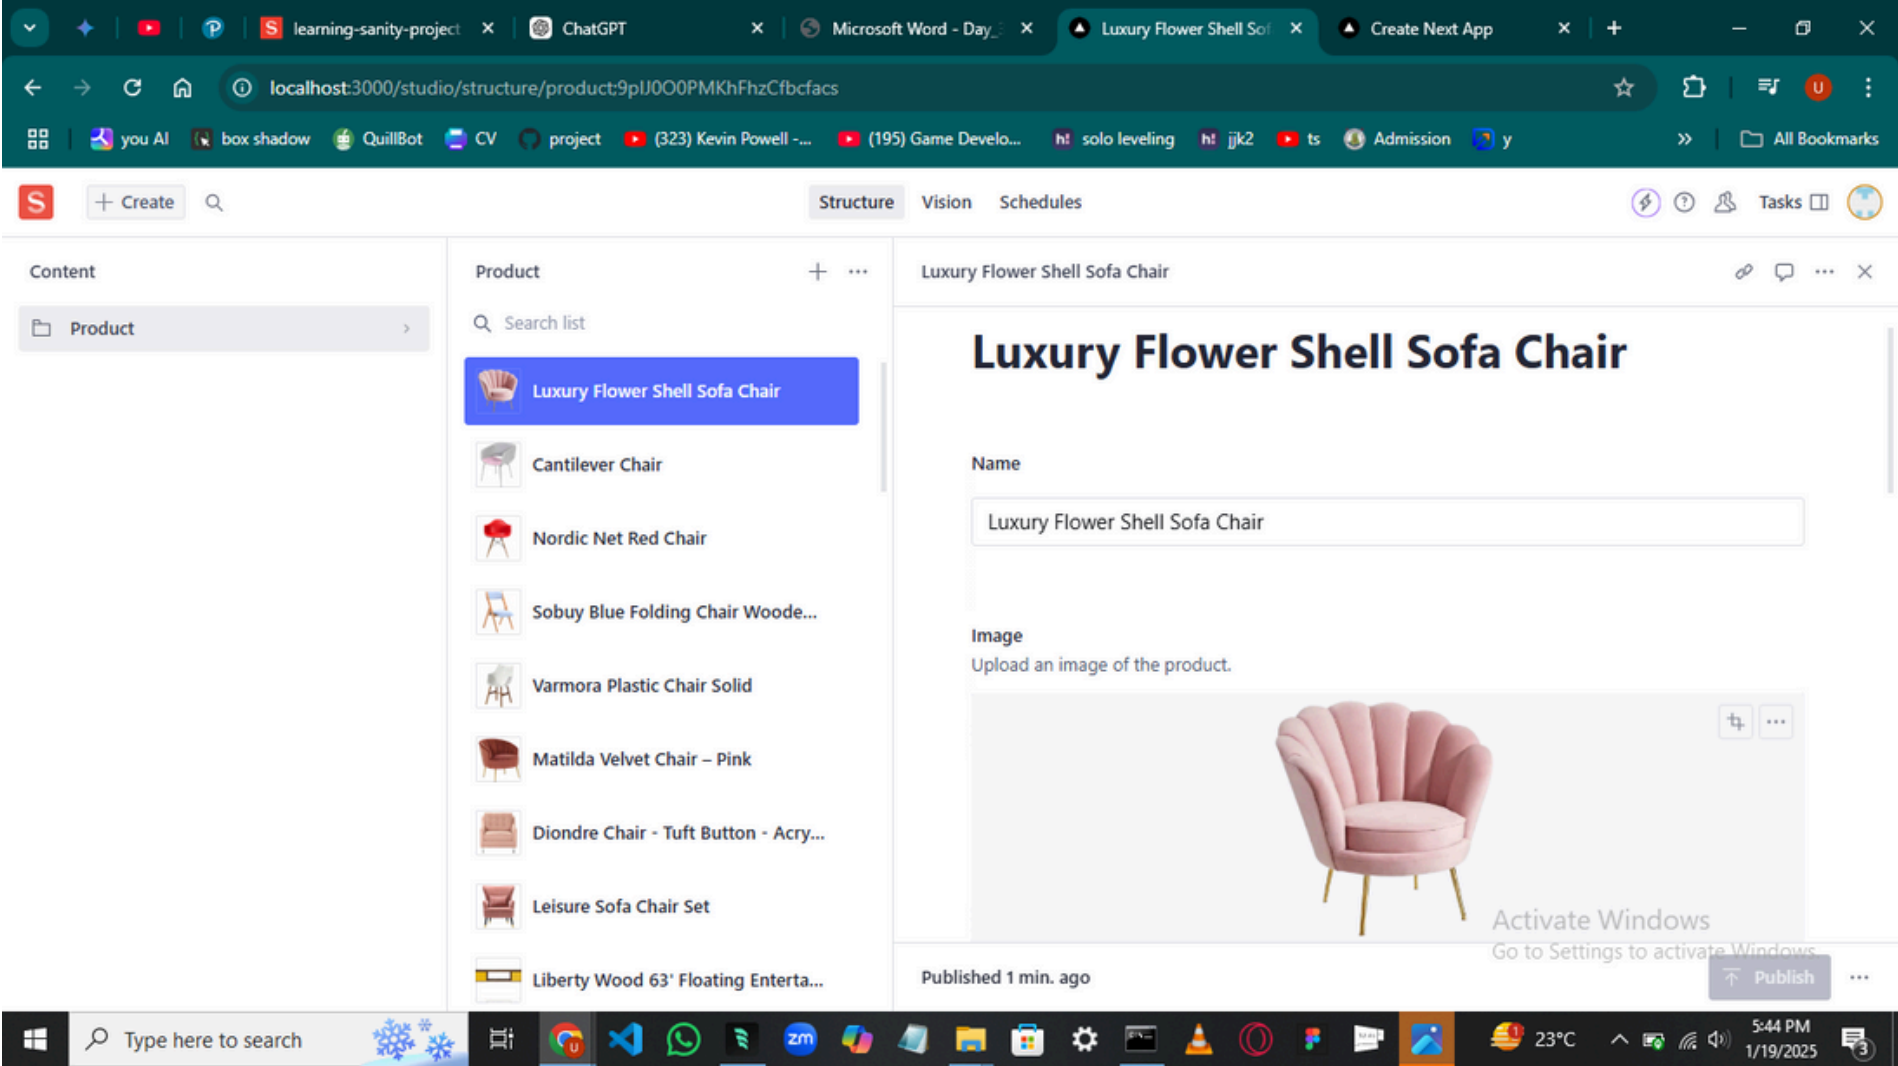 learning-sanity-project
ChatGPT
Microsoft Word - Day_
Luxury Flower Shell Sof
Create Next App
localhost:3000/studio/structure/product;9pIJ0O0PMKhFhzCfbcfacs
U
you AI
box shadow
QuillBot
CV
project
(323) Kevin Powell -...
(195) Game Develo...
h!
solo leveling
h!
jjk2
ts
Admission
y
All Bookmarks
S
Create
Structure
Vision
Schedules
Tasks
Content
Product
Product
Search list
Luxury Flower Shell Sofa Chair
Cantilever Chair
Nordic Net Red Chair
Sobuy Blue Folding Chair Woode...
Varmora Plastic Chair Solid
Matilda Velvet Chair – Pink
Diondre Chair - Tuft Button - Acry...
Leisure Sofa Chair Set
Liberty Wood 63' Floating Enterta...
Luxury Flower Shell Sofa Chair
Luxury Flower Shell Sofa Chair
Name
Luxury Flower Shell Sofa Chair
Image
Upload an image of the product.
Activate Windows
Go to Settings to activate Windows.
Published 1 min. ago
Publish
Type here to search
zm
1
23°C
5:44 PM
1/19/2025
3